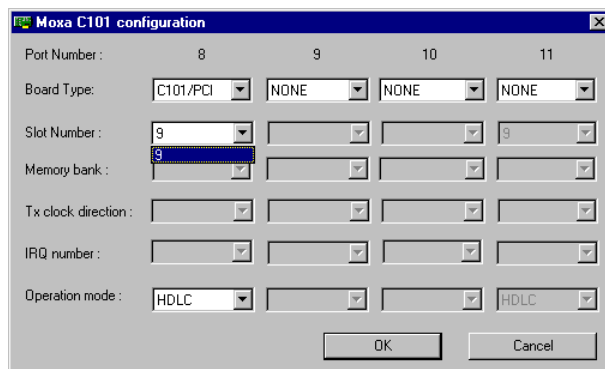 Moxa C101 configuration
Port Number : 8 9 10 11
Board Type: C101/PCI NONE NONE NONE
Slot Number : 9 9
9
Memory bank :
Tx clock direction :
IRQ number :
Operation mode : HDLC HDLC
OK Cancel